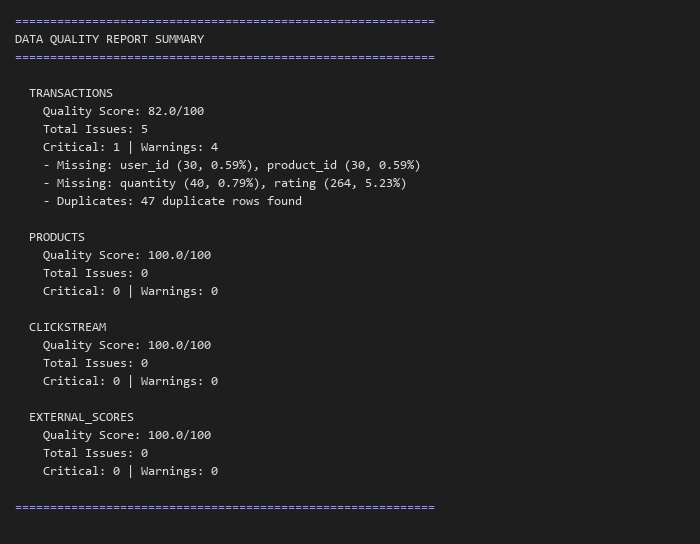 ============================================================
DATA QUALITY REPORT SUMMARY
============================================================
TRANSACTIONS
Quality Score: 82.0/100
Total Issues: 5
Critical: 1 | Warnings: 4
- Missing: user_id (30, 0.59%), product_id (30, 0.59%)
- Missing: quantity (40, 0.79%), rating (264, 5.23%)
- Duplicates: 47 duplicate rows found
PRODUCTS
Quality Score: 100.0/100
Total Issues: 0
Critical: 0 | Warnings: 0
CLICKSTREAM
Quality Score: 100.0/100
Total Issues: 0
Critical: 0 | Warnings: 0
EXTERNAL_SCORES
Quality Score: 100.0/100
Total Issues: 0
Critical: 0 | Warnings: 0
============================================================